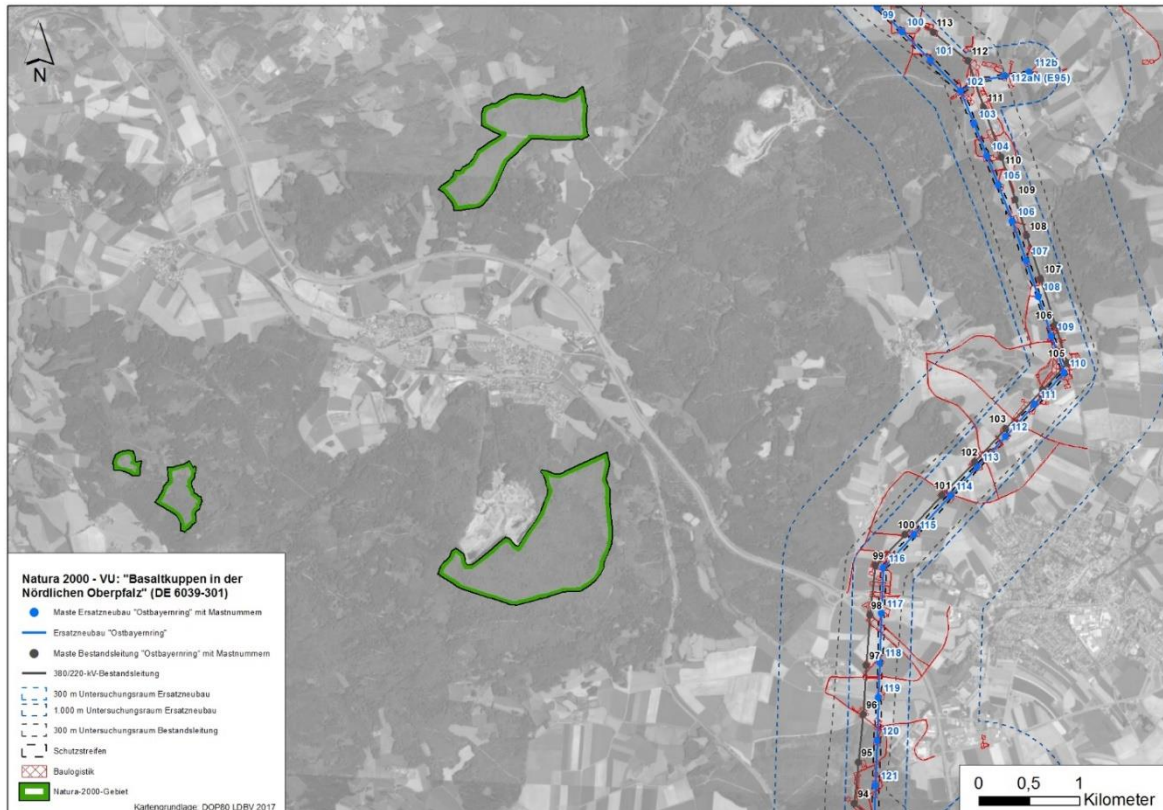 N
99
100
113
101
112
112b
102
112aN (E95)
111
103
104
110
105
109
106
108
107
107
108
106
109
105
110
111
103
112
102
113
101
114
100
115
99
116
98
117
97
118
119
96
120
95
121
94
Natura 2000 - VU: "Basaltkuppen in der
Nördlichen Oberpfalz" (DE 6039-301)
Maste Ersatzneubau "Ostbayernring" mit Mastnummern
Ersatzneubau "Ostbayernring"
Maste Bestandsleitung "Ostbayernring" mit Mastnummern
380/220-kV-Bestandsleitung
300 m Untersuchungsraum Ersatzneubau
1.000 m Untersuchungsraum Ersatzneubau
300 m Untersuchungsraum Bestandsleitung
Schutzstreifen
Baulogistik
Natura-2000-Gebiet
Kartengrundlage: DOP80 LDBV 2017
0 0,5 1
Kilometer